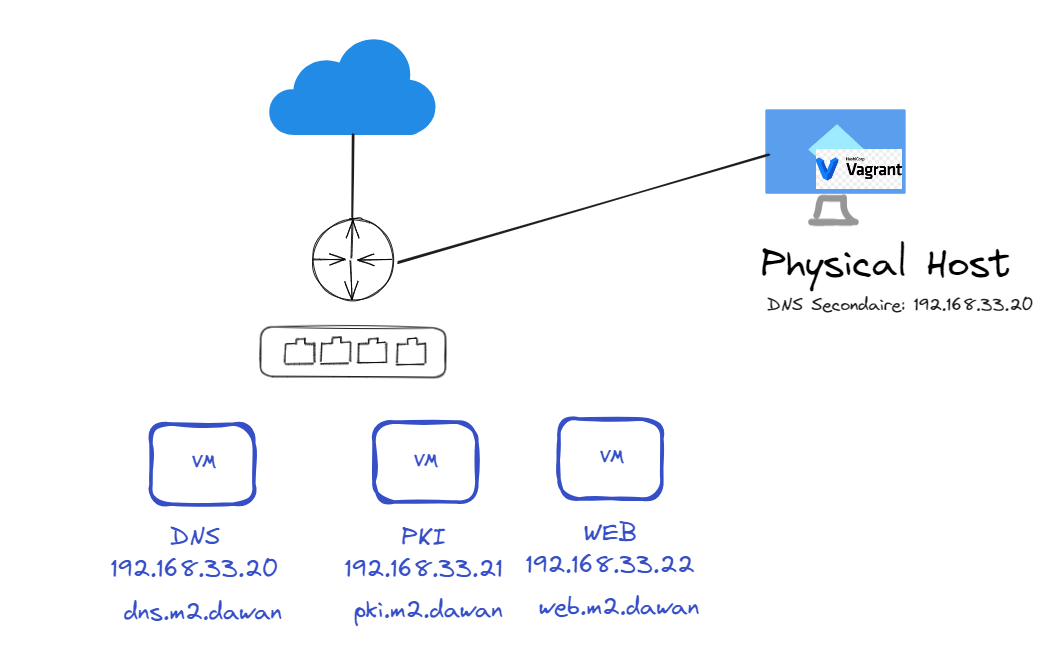 HashiCorp
Vagrant
Physical Host
DNS Secondaire: 192.168.33.20
VM
DNS
192.168.33.20
dns.m2.dawan
VM
PKI
192.168.33.21
pki.m2.dawan
VM
WEB
192.168.33.22
web.m2.dawan